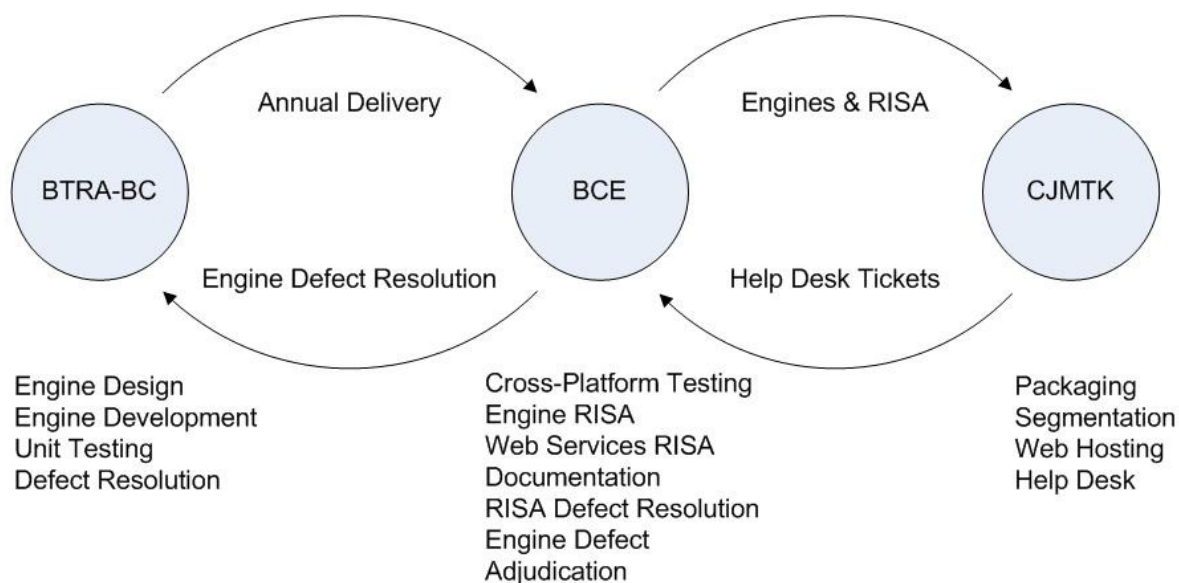 Annual Delivery
Engines & RISA
BTRA-BC
BCE
CJMTK
Engine Defect Resolution
Help Desk Tickets
Engine Design
Engine Development
Unit Testing
Defect Resolution
Cross-Platform Testing
Engine RISA
Web Services RISA
Documentation
RISA Defect Resolution
Engine Defect
Adjudication
Packaging
Segmentation
Web Hosting
Help Desk